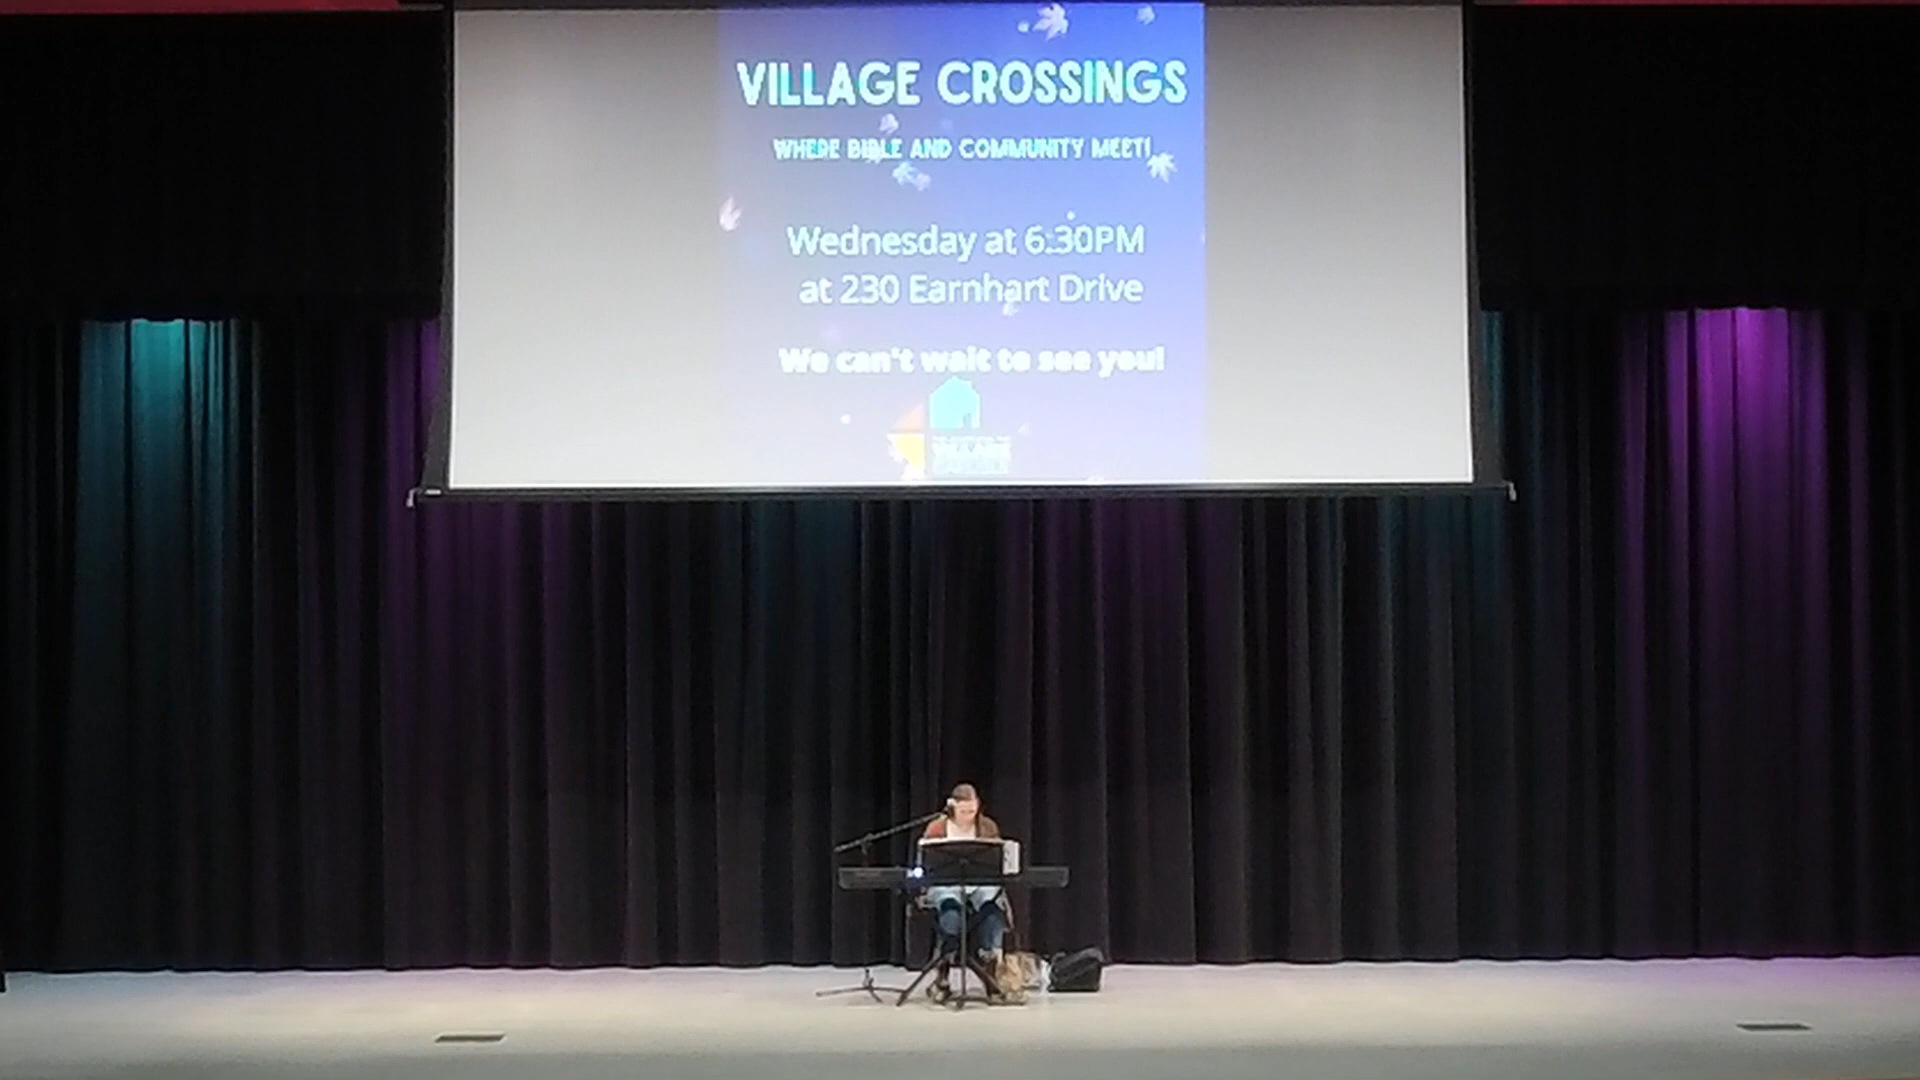 VILLAGE CROSSINGS
WHERE BIBLE AND COMMUNITY MEET!
Wednesday at 6:30PM
at 230 Earnhart Drive
We can't wait to see you!
VILLAGE